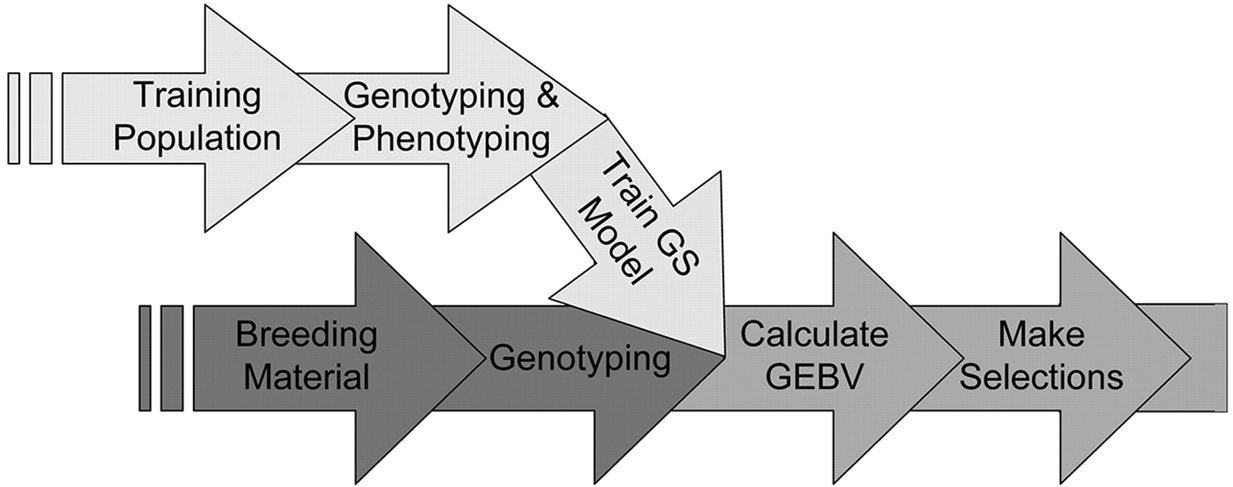 Training
Population
Genotyping &
Phenotyping
Train GS
Model
Breeding
Material
Genotyping
Calculate
GEBV
Make
Selections